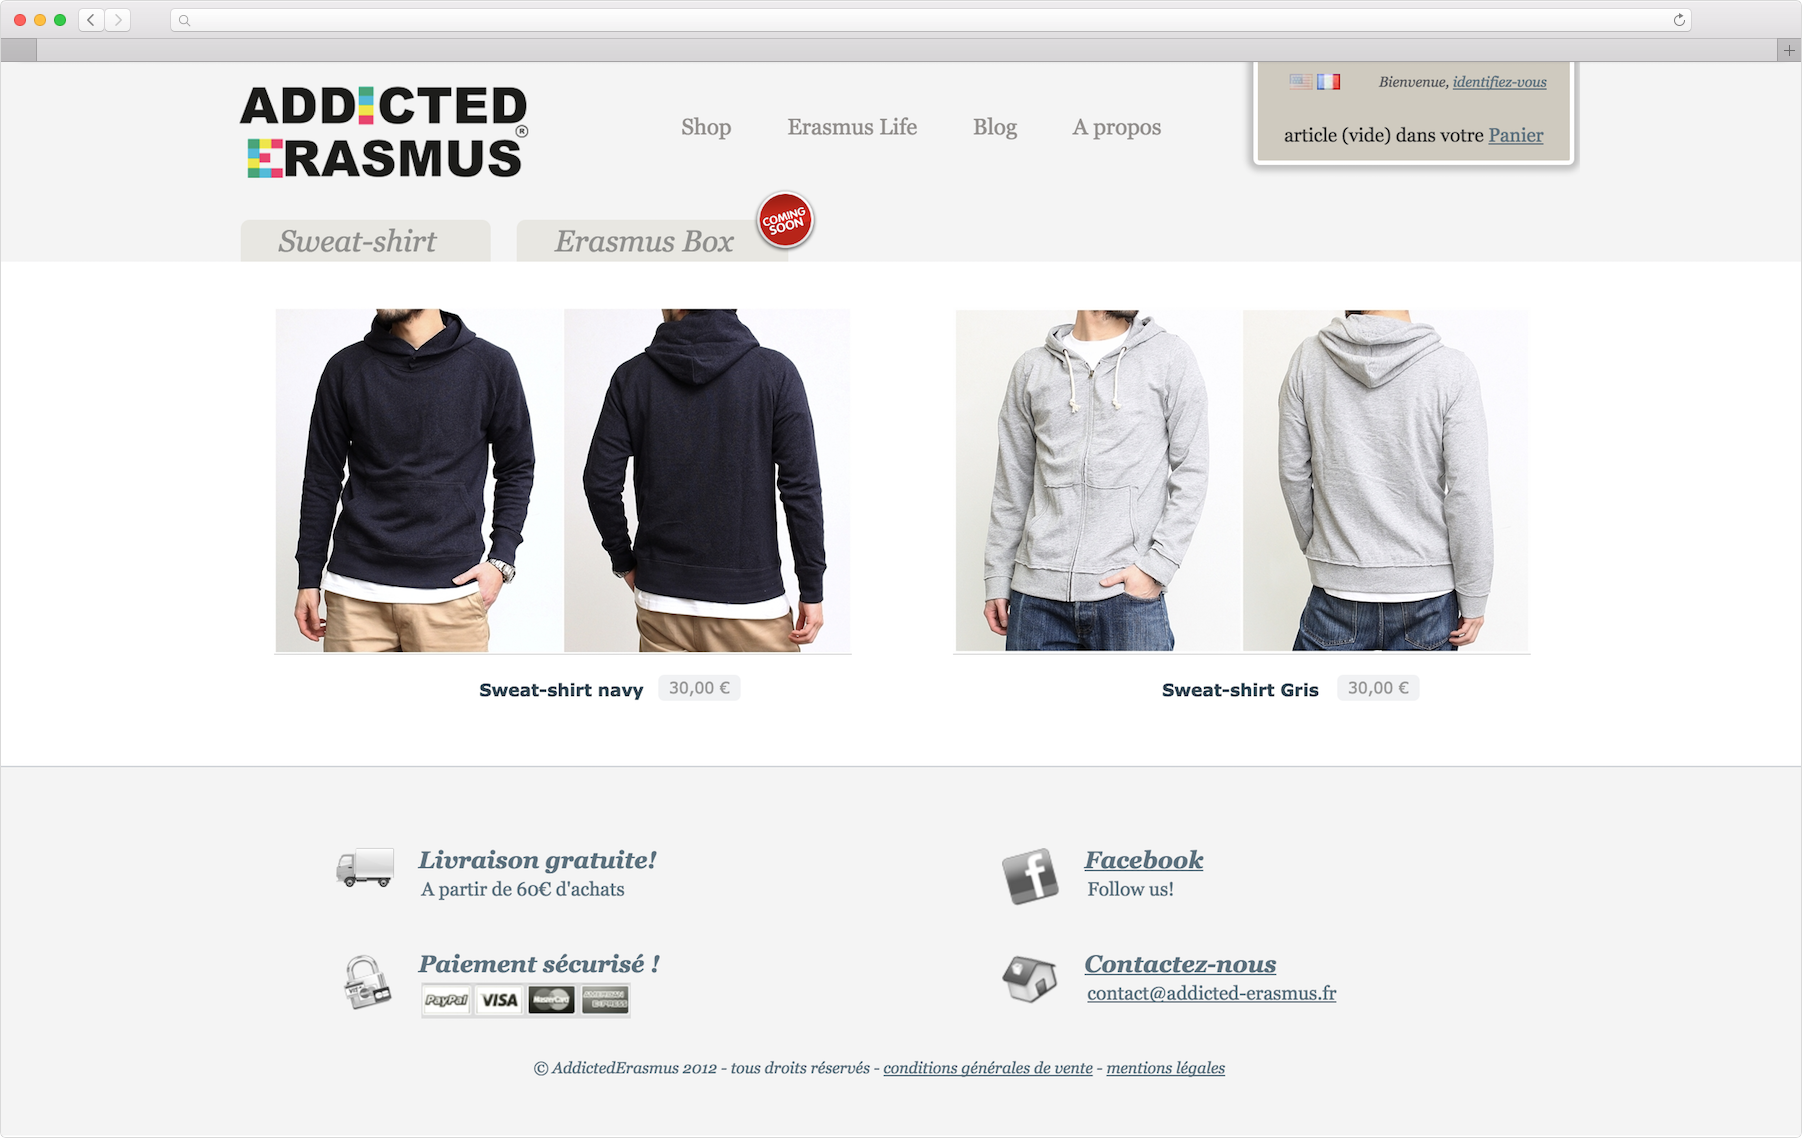 ADDICTED
ERASMUS®
Shop
Erasmus Life
Blog
A propos
Bienvenue, identifiez-vous
article (vide) dans votre Panier
Sweat-shirt
Erasmus Box
COMING
SOON
Sweat-shirt navy
30,00 €
Sweat-shirt Gris
30,00 €
Livraison gratuite!
A partir de 60€ d'achats
Facebook
Follow us!
Paiement sécurisé !
PayPal VISA MasterCard AMERICAN EXPRESS
Contactez-nous
contact@addicted-erasmus.fr
© AddictedErasmus 2012 - tous droits réservés - conditions générales de vente - mentions légales